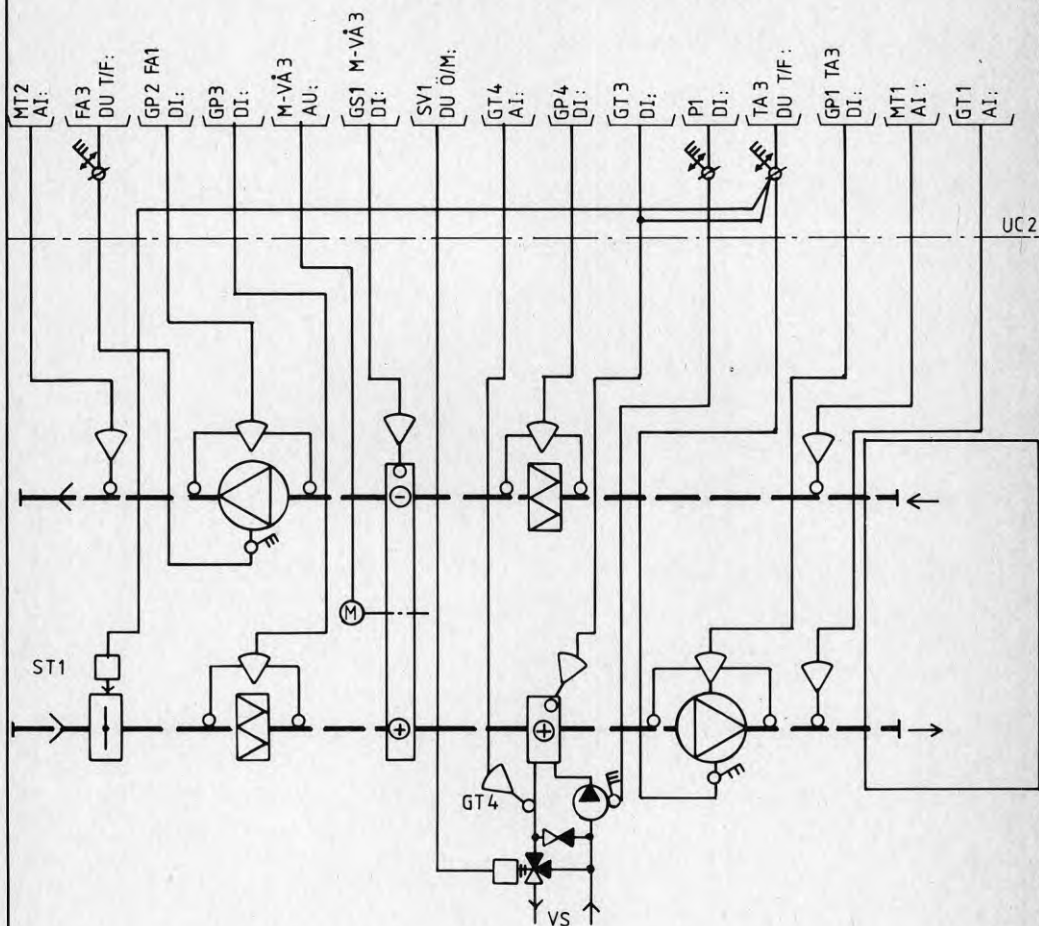 MT2
AI:
FA3
DU T/F:
GP2 FA1
DI:
GP3
DI:
M-VÅ3
AU:
GS1 M-VÅ3
DI:
SV1
DU Ö/M:
GT4
AI:
GP4
DI:
GT3
DI:
P1
DI:
TA3
DU T/F:
GP1 TA3
DI:
MT1
AI:
GT1
AI:
UC2
M
ST1
GT4
VS